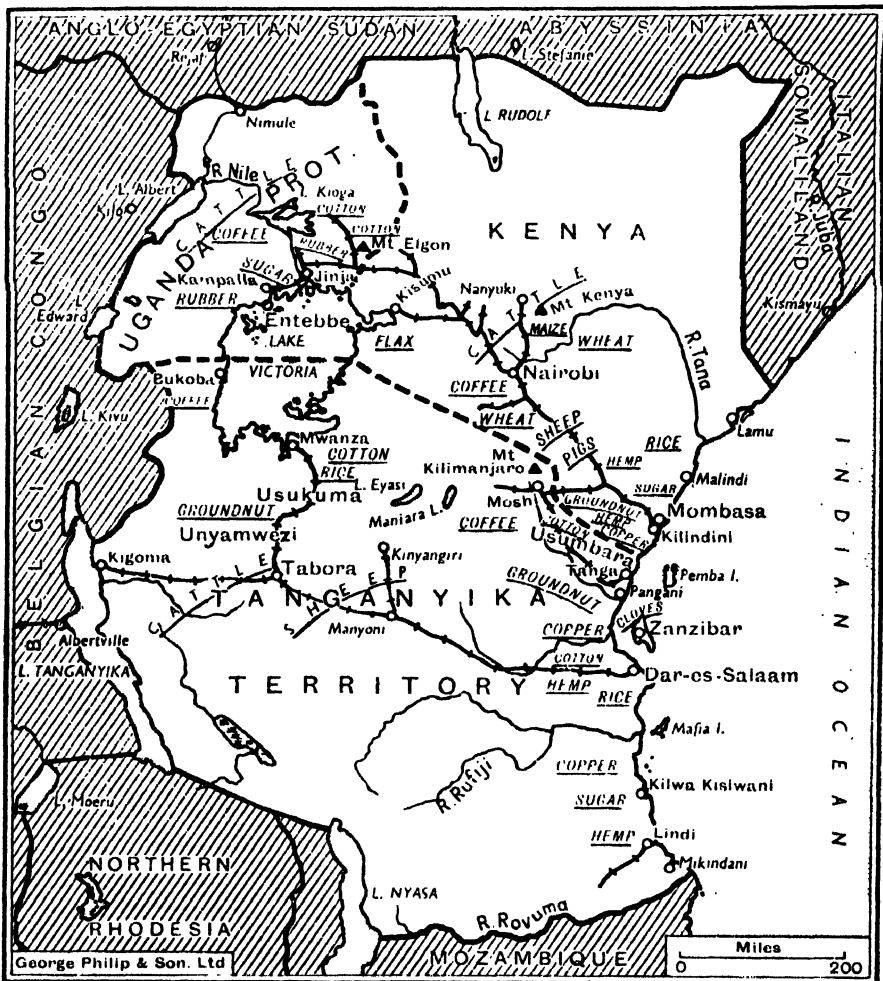 ANGLO-EGYPTIAN SUDAN
ABYSSINIA
Rejaf
L. Stefanie
ITALIAN
SOMALILAND
L. RUDOLF
Nimule
R. Nile
L. Albert
Kilo
UGANDA PROT.
CATTLE
L. Kioga
COTTON
COTTON
COFFEE
RUBBER
Mt Elgon
KENYA
Juba
SUGAR
Jinja
Kampalla
RUBBER
Kisumu
Nanyuki
CATTLE
Mt Kenya
Kismayu
L. Edward
Entebbe
MAIZE
WHEAT
LAKE
VICTORIA
FLAX
R. Tana
Bukoba
COFFEE
COFFEE
Nairobi
L. Kivu
WHEAT
SHEEP
Lamu
Mwanza
COTTON
Mt
Kilimanjaro
PIGS
HEMP
RICE
RICE
L. Eyasi
Malindi
Usukuma
Moshi
SUGAR
GROUNDNUT
Maniara L.
GROUNDNUT
HEMP
COPPER
Mombasa
Kilindini
Unyamwezi
COFFEE
COTTON
Usumbara
Kigoma
Kinyangiri
Tanga
Pemba I.
Tabora
CATTLE
SHEEP
GROUNDNUT
Pangani
TANGANYIKA
CLOVES
BELGIAN CONGO
Albertville
Manyoni
COPPER
Zanzibar
L. TANGANYIKA
COTTON
Dar-es-Salaam
TERRITORY
HEMP
RICE
INDIAN OCEAN
Mafia I.
COPPER
R. Rufiji
Kilwa Kisiwani
SUGAR
L. Moeru
HEMP
Lindi
Mikindani
NORTHERN
RHODESIA
L. NYASA
R. Rovuma
MOZAMBIQUE
Miles
0 200
George Philip & Son. Ltd